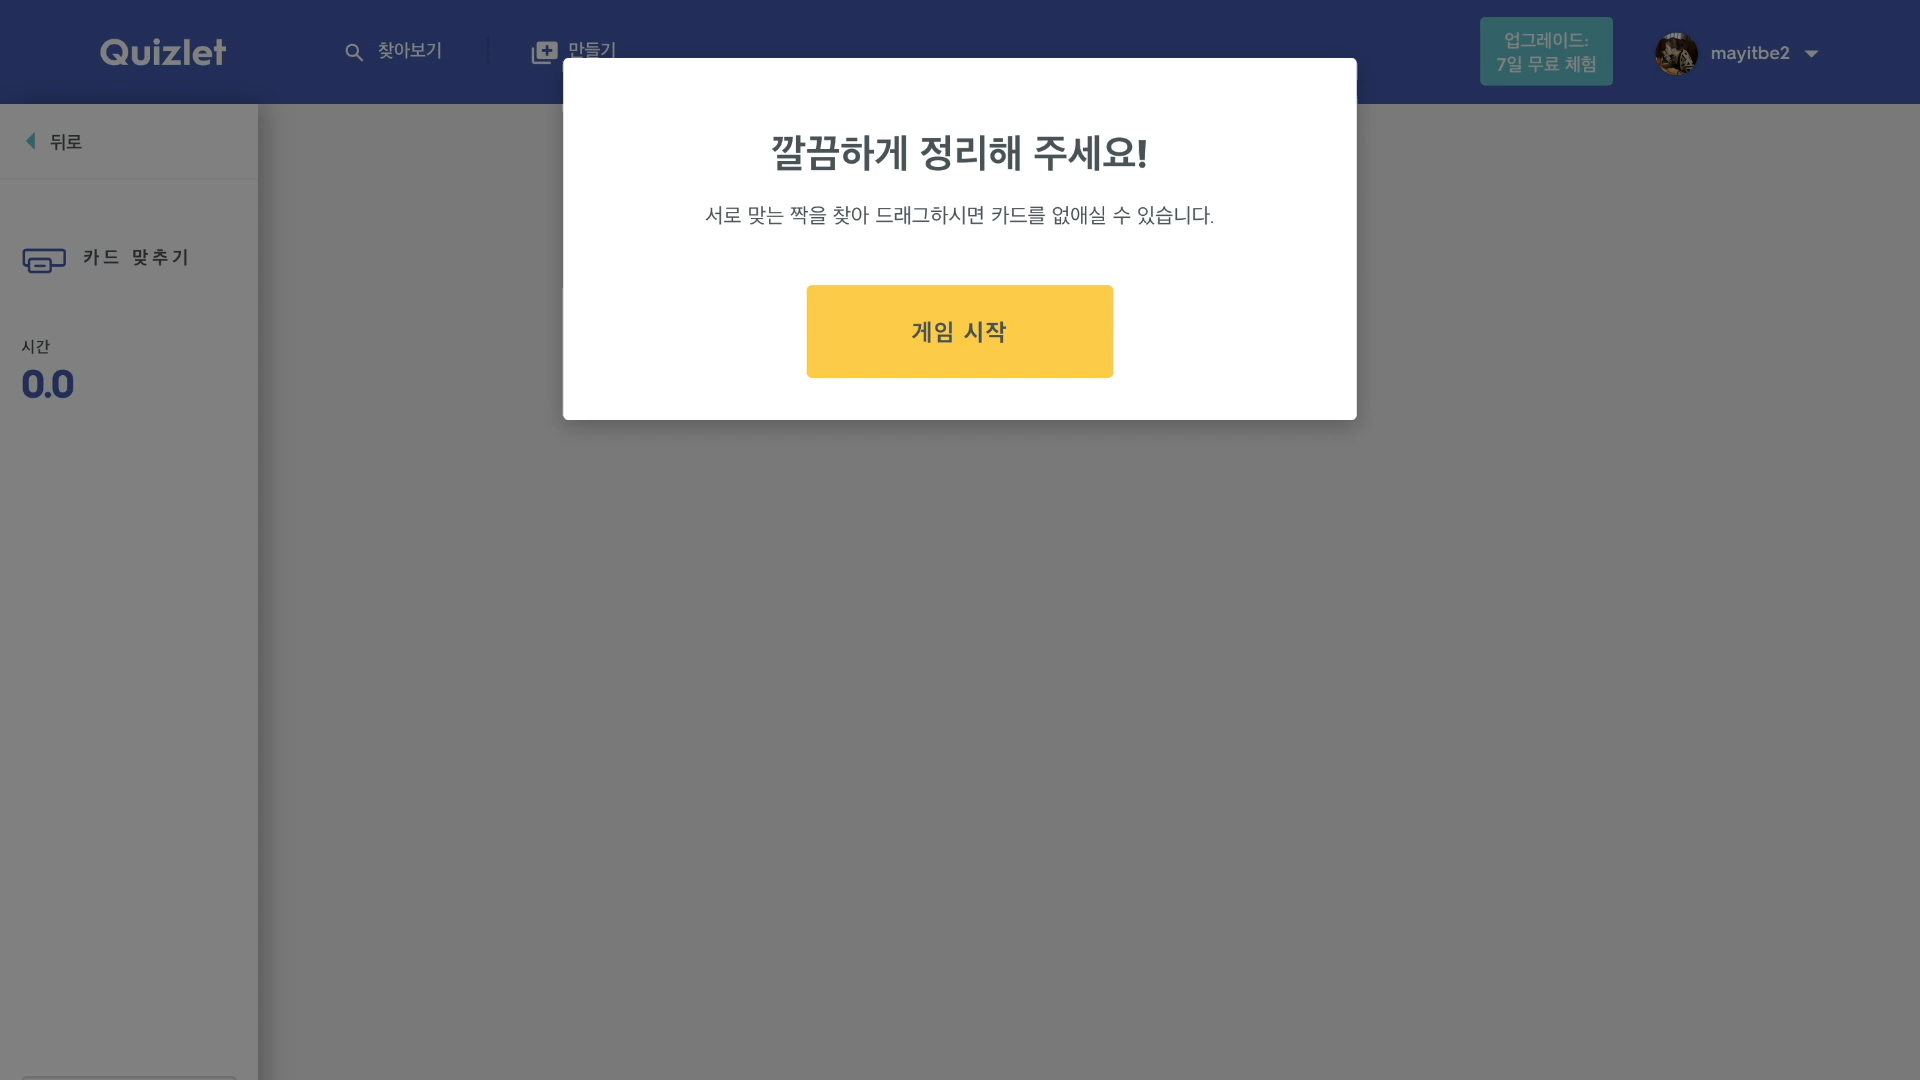 Quizlet
찾아보기
만들기
업그레이드:
7일 무료 체험
mayitbe2
뒤로
카드 맞추기
시간
0.0
깔끔하게 정리해 주세요!
서로 맞는 짝을 찾아 드래그하시면 카드를 없애실 수 있습니다.
게임 시작